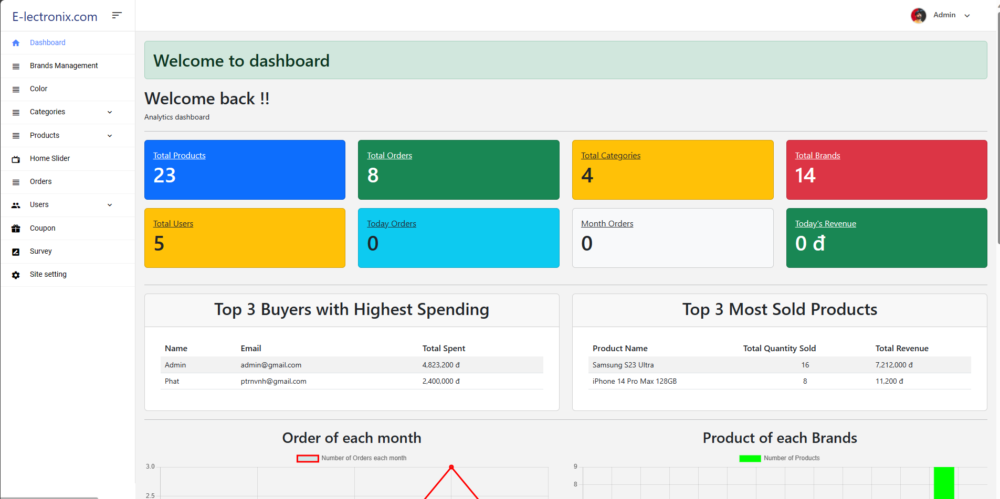 E-lectronix.com
Admin
Dashboard
Brands Management
Color
Categories
Products
Home Slider
Orders
Users
Coupon
Survey
Site setting
Welcome to dashboard
Welcome back !!
Analytics dashboard
Total Products
23
Total Orders
8
Total Categories
4
Total Brands
14
Total Users
5
Today Orders
0
Month Orders
0
Today's Revenue
0 đ
Top 3 Buyers with Highest Spending
Name Email Total Spent
Admin admin@gmail.com 4,823,200 đ
Phat ptrnvnh@gmail.com 2,400,000 đ
Top 3 Most Sold Products
Product Name Total Quantity Sold Total Revenue
Samsung S23 Ultra 16 7,212,000 đ
iPhone 14 Pro Max 128GB 8 11,200 đ
Order of each month
Number of Orders each month
3.0
2.5
Product of each Brands
Number of Products
9
8